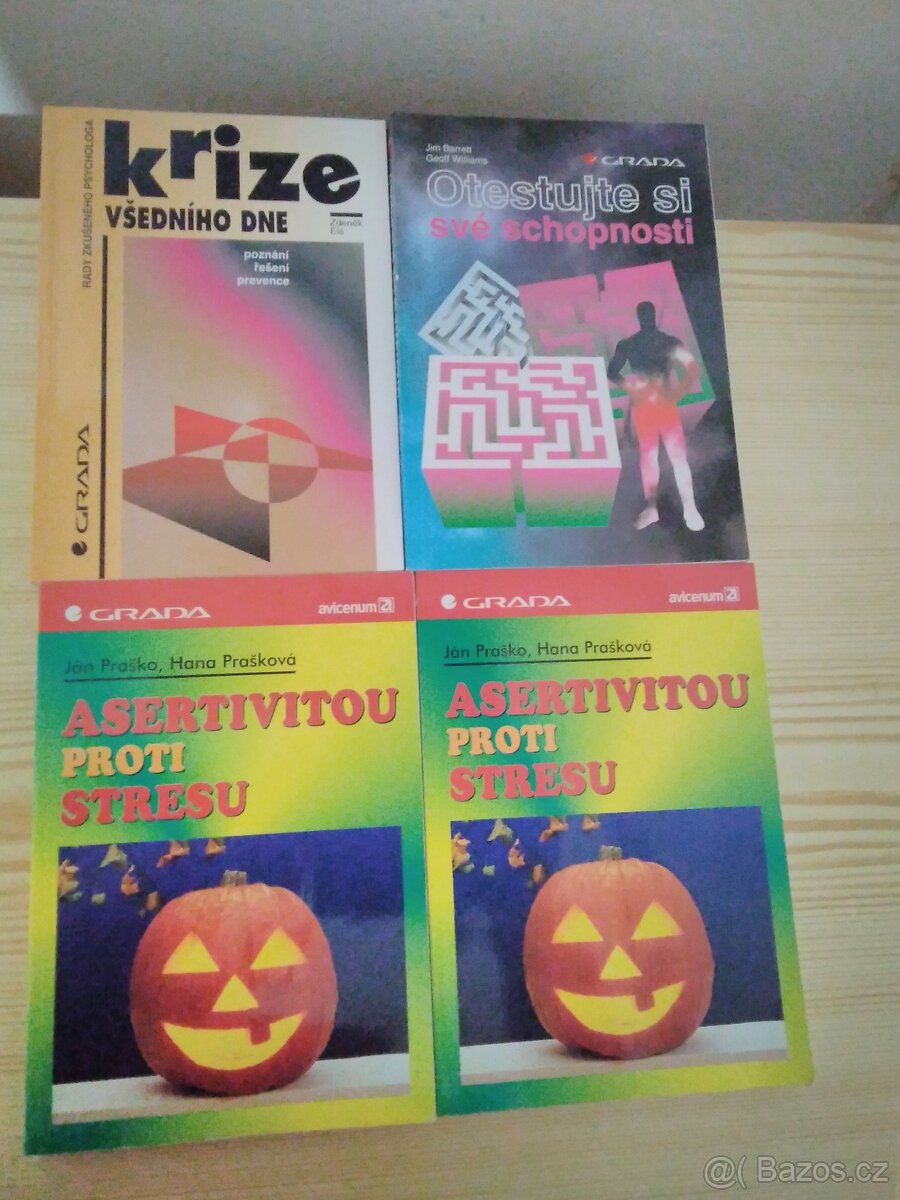 RADY ZKUŠENÉHO PSYCHOLOGA
krize
VŠEDNÍHO DNE
Zdeněk
Eis
poznání
řešení
prevence
GRADA
Jim Barrett
Geoff Williams
GRADA
Otestujte si
své schopnosti
GRADA
avicenum
Ján Praško, Hana Prašková
ASERTIVITOU
PROTI
STRESU
GRADA
avicenum
Ján Praško, Hana Prašková
ASERTIVITOU
PROTI
STRESU
@( Bazos.cz